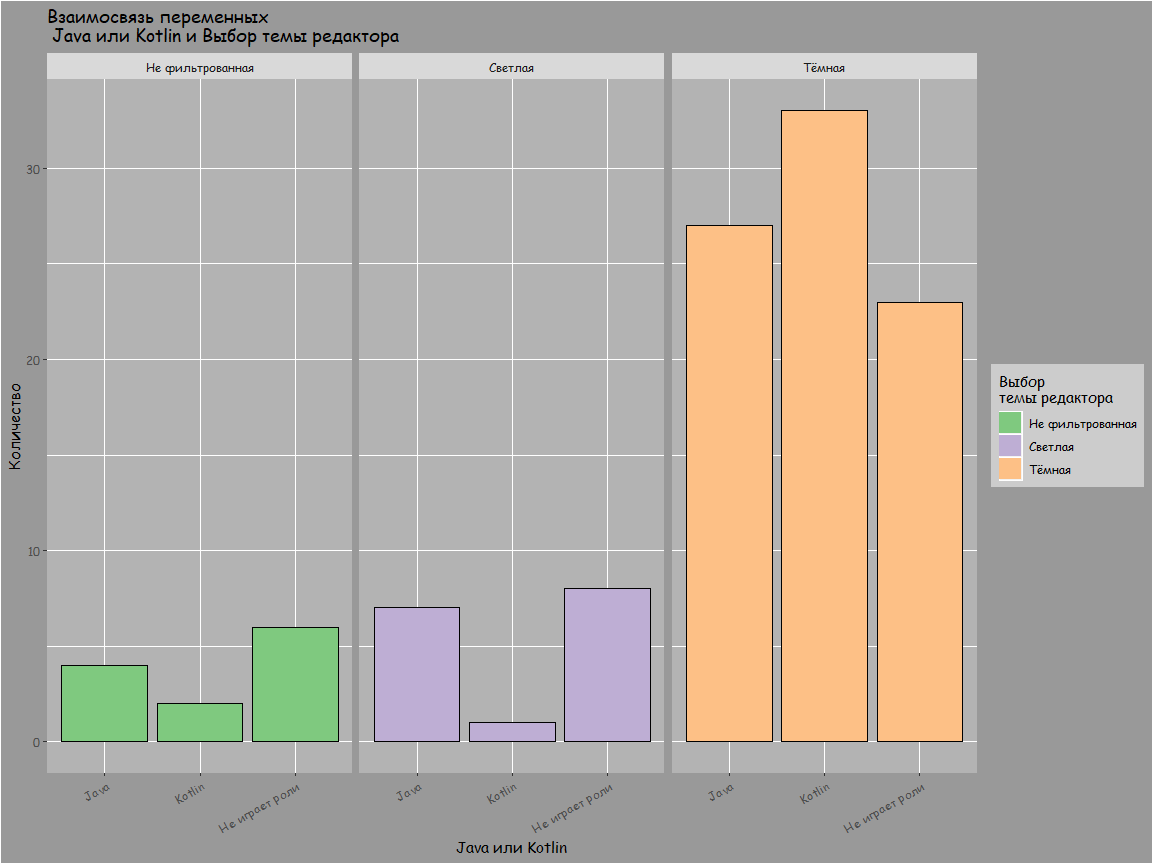 Взаимосвязь переменных
Java или Kotlin и Выбор темы редактора
Не фильтрованная
Светлая
Тёмная
30
20
10
0
Количество
Java
Kotlin
Не играет роли
Java
Kotlin
Не играет роли
Java
Kotlin
Не играет роли
Java или Kotlin
Выбор
темы редактора
Не фильтрованная
Светлая
Тёмная